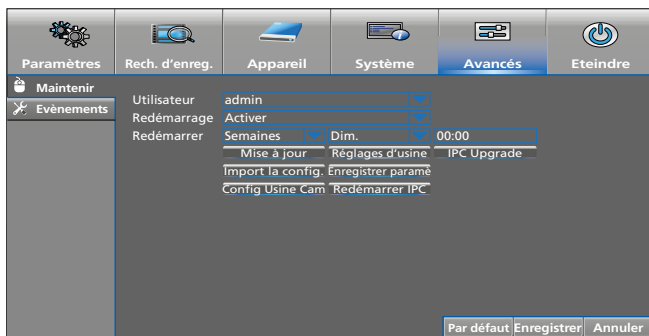 Paramètres Rech. d'enreg. Appareil Système Avancés Eteindre
Maintenir
Evènements
Utilisateur admin
Redémarrage Activer
Redémarrer Semaines Dim. 00:00
Mise à jour Réglages d'usine IPC Upgrade
Import la config. Enregistrer paramè
Config Usine Cam Redémarrer IPC
Par défaut Enregistrer Annuler